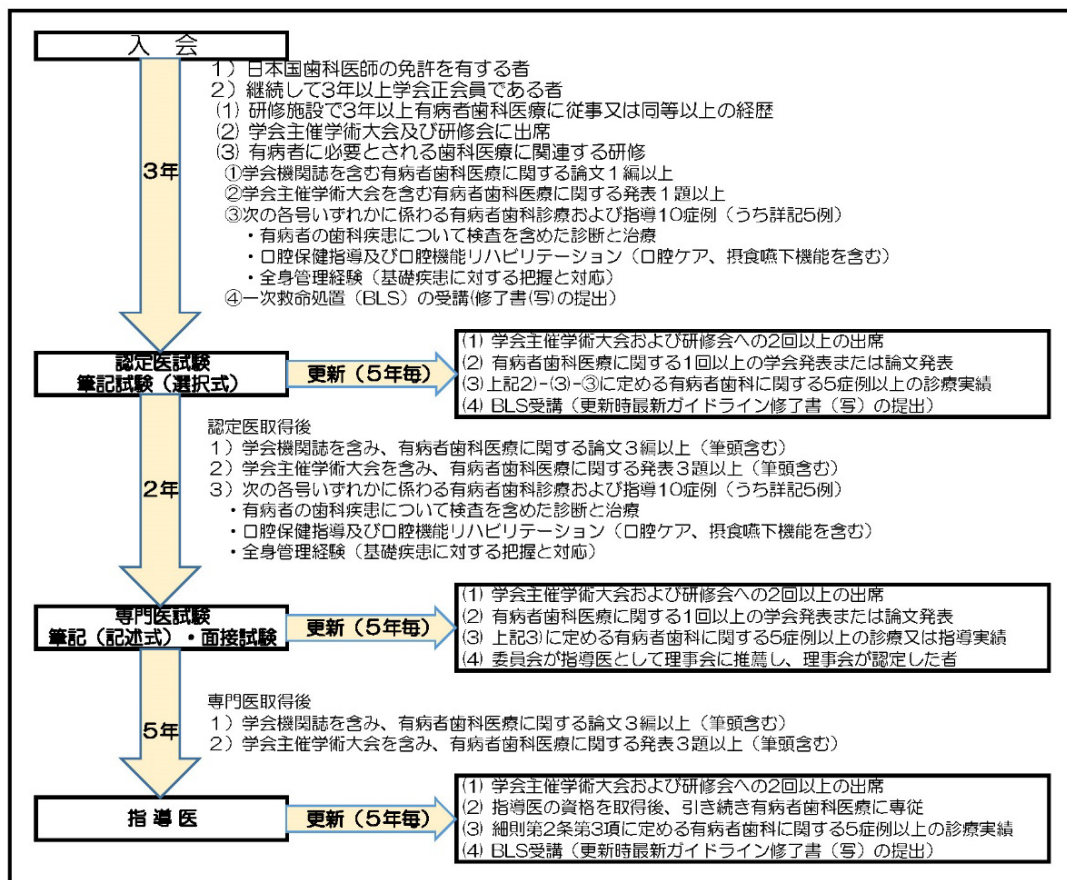 入　会
3年
1）日本国歯科医師の免許を有する者
2）継続して3年以上学会正会員である者
(1) 研修施設で3年以上有病者歯科医療に従事又は同等以上の経歴
(2) 学会主催学術大会及び研修会に出席
(3) 有病者に必要とされる歯科医療に関連する研修
①学会機関誌を含む有病者歯科医療に関する論文1編以上
②学会主催学術大会を含む有病者歯科医療に関する発表1題以上
③次の各号いずれかに係わる有病者歯科診療および指導10症例（うち詳記5例）
・有病者の歯科疾患について検査を含めた診断と治療
・口腔保健指導及び口腔機能リハビリテーション（口腔ケア、摂食嚥下機能を含む）
・全身管理経験（基礎疾患に対する把握と対応）
④一次救命処置（BLS）の受講(修了書(写)の提出）
認定医試験
筆記試験（選択式）
更新（5年毎）
(1) 学会主催学術大会および研修会への2回以上の出席
(2) 有病者歯科医療に関する1回以上の学会発表または論文発表
(3) 上記2)-(3)-③に定める有病者歯科に関する5症例以上の診療実績
(4) BLS受講（更新時最新ガイドライン修了書（写）の提出）
2年
認定医取得後
1）学会機関誌を含み、有病者歯科医療に関する論文3編以上（筆頭含む）
2）学会主催学術大会を含み、有病者歯科医療に関する発表3題以上（筆頭含む）
3）次の各号いずれかに係わる有病者歯科診療および指導10症例（うち詳記5例）
・有病者の歯科疾患について検査を含めた診断と治療
・口腔保健指導及び口腔機能リハビリテーション（口腔ケア、摂食嚥下機能を含む）
・全身管理経験（基礎疾患に対する把握と対応）
専門医試験
筆記（記述式）・面接試験
更新（5年毎）
(1) 学会主催学術大会および研修会への2回以上の出席
(2) 有病者歯科医療に関する1回以上の学会発表または論文発表
(3) 上記3)に定める有病者歯科に関する5症例以上の診療又は指導実績
(4) 委員会が指導医として理事会に推薦し、理事会が認定した者
5年
専門医取得後
1）学会機関誌を含み、有病者歯科医療に関する論文3編以上（筆頭含む）
2）学会主催学術大会を含み、有病者歯科医療に関する発表3題以上（筆頭含む）
指導医
更新（5年毎）
(1) 学会主催学術大会および研修会への2回以上の出席
(2) 指導医の資格を取得後、引き続き有病者歯科医療に専従
(3) 細則第2条第3項に定める有病者歯科に関する5症例以上の診療実績
(4) BLS受講（更新時最新ガイドライン修了書（写）の提出）